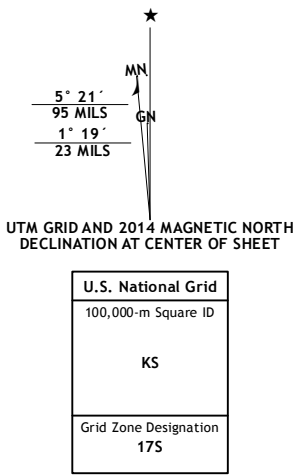 ★
MN
GN
5° 21´
95 MILS
1° 19´
23 MILS
UTM GRID AND 2014 MAGNETIC NORTH
DECLINATION AT CENTER OF SHEET
U.S. National Grid
100,000-m Square ID
KS
Grid Zone Designation
17S